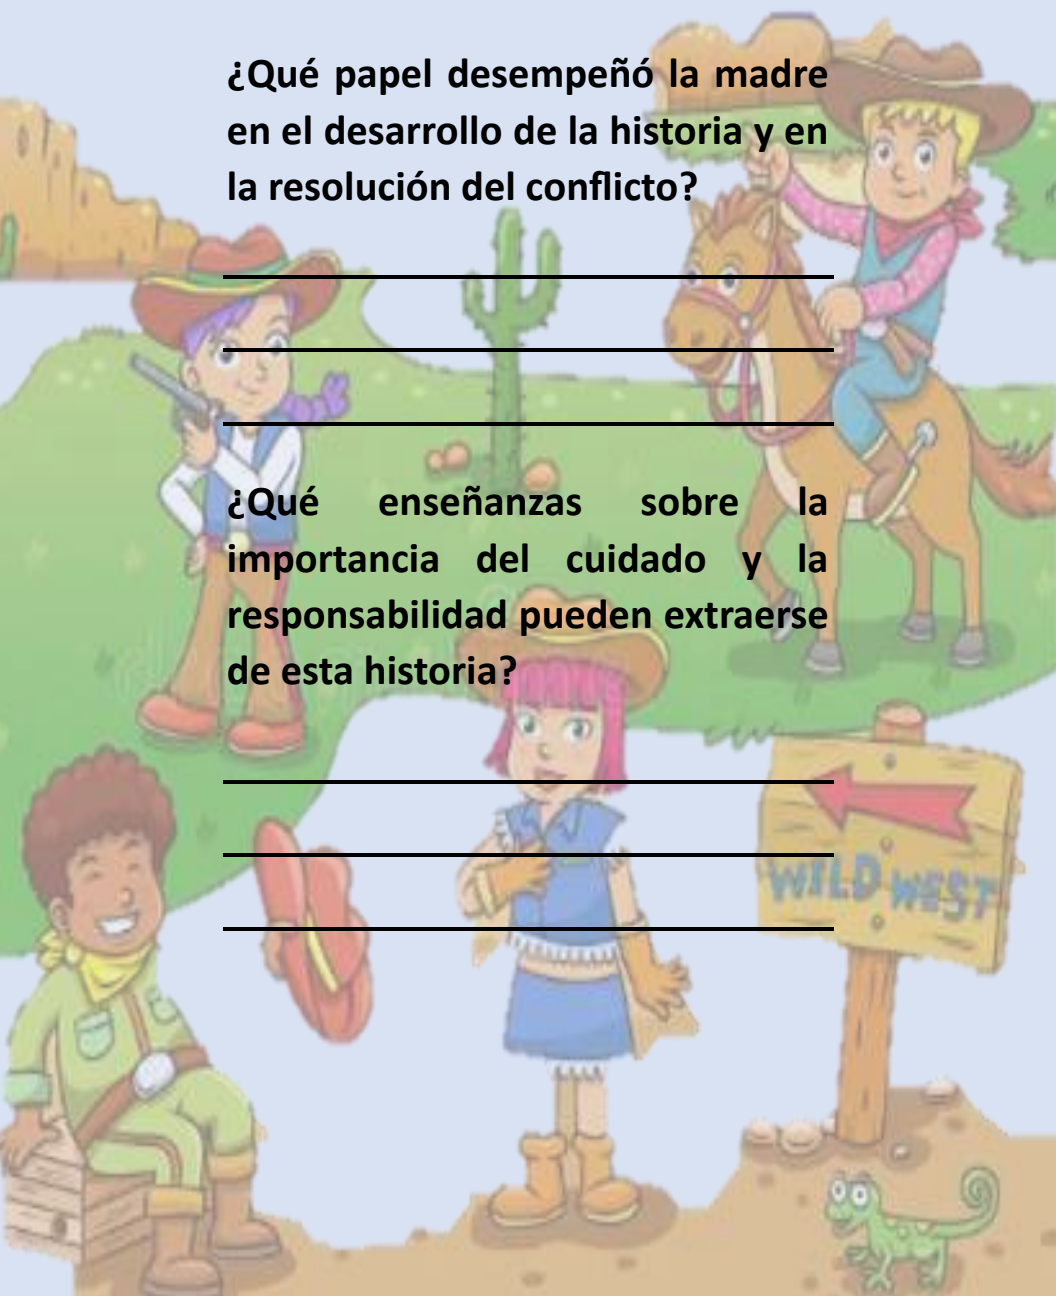 ¿Qué papel desempeñó la madre
en el desarrollo de la historia y en
la resolución del conflicto?
¿Qué enseñanzas sobre la
importancia del cuidado y la
responsabilidad pueden extraerse
de esta historia?
WILD WEST